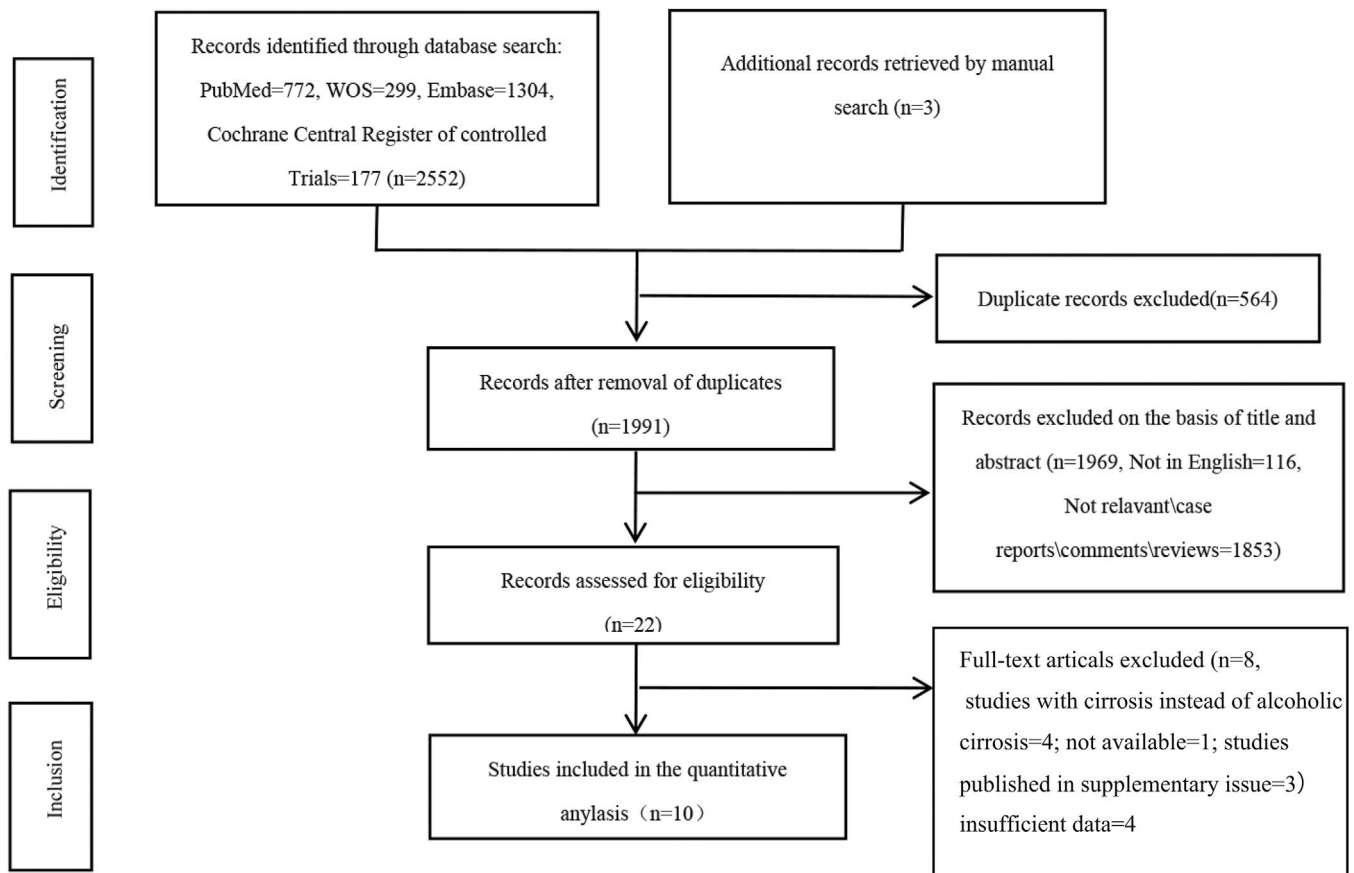 Identification
Records identified through database search:
PubMed=772, WOS=299, Embase=1304,
Cochrane Central Register of controlled
Trials=177 (n=2552)
Additional records retrieved by manual
search (n=3)
Duplicate records excluded(n=564)
Screening
Records after removal of duplicates
(n=1991)
Records excluded on the basis of title and
abstract (n=1969, Not in English=116,
Not relavant\case
reports\comments\reviews=1853)
Eligibility
Records assessed for eligibility
(n=22)
Full-text articals excluded (n=8,
studies with cirrosis instead of alcoholic
cirrosis=4; not available=1; studies
published in supplementary issue=3)
insufficient data=4
Inclusion
Studies included in the quantitative
anylasis（n=10）